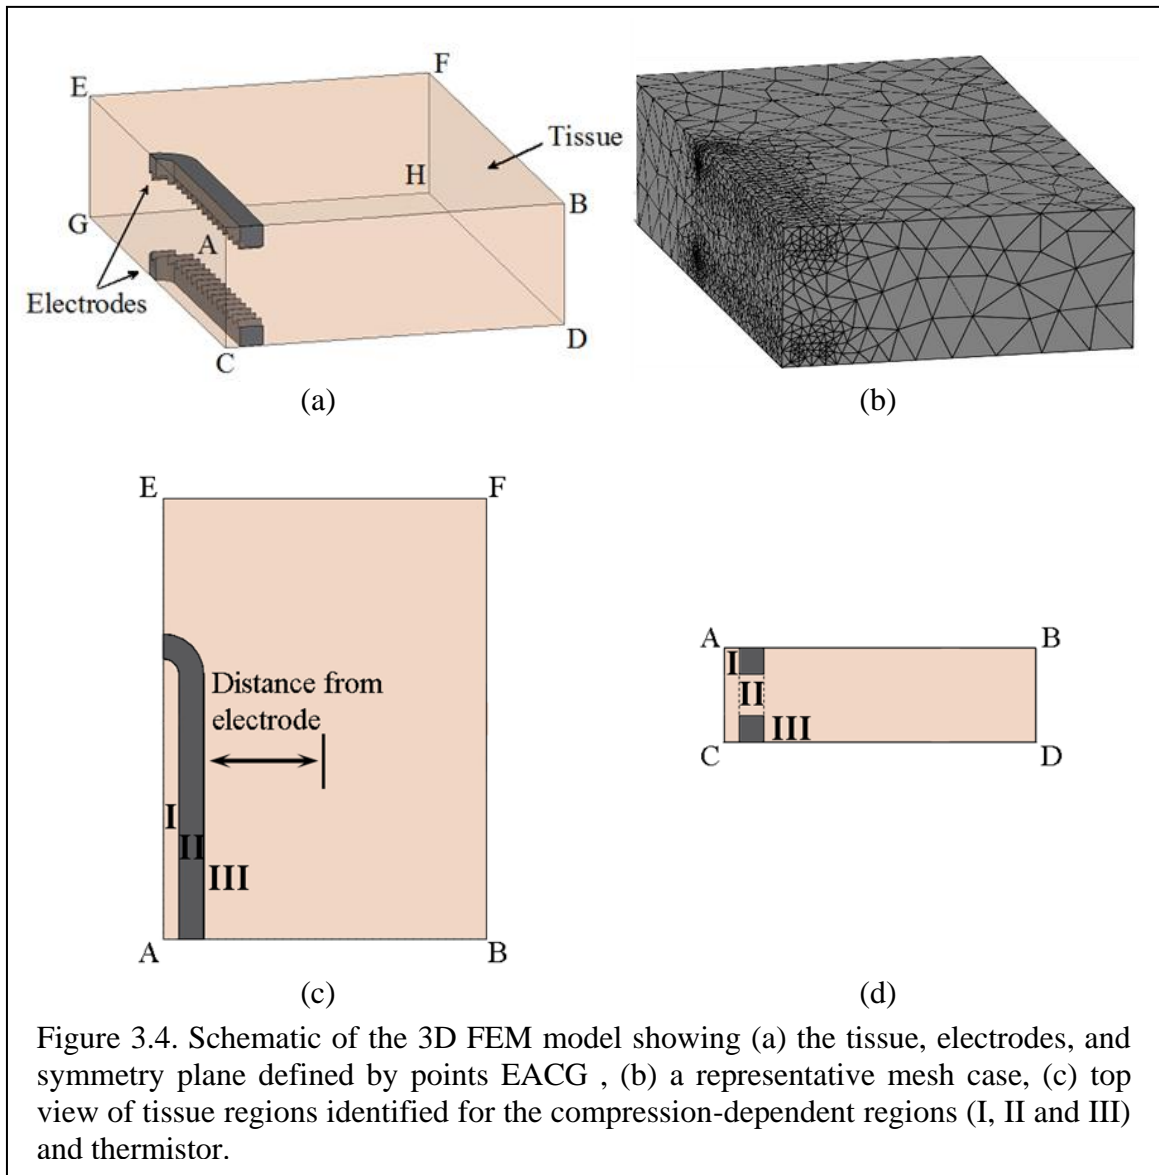 E
F
Tissue
H
G
B
A
Electrodes
D
C
(a)
(b)
E
F
Distance from
electrode
I
II
III
A
B
(c)
A
B
I
II
III
C
D
(d)
Figure 3.4. Schematic of the 3D FEM model showing (a) the tissue, electrodes, and
symmetry plane defined by points EACG , (b) a representative mesh case, (c) top
view of tissue regions identified for the compression-dependent regions (I, II and III)
and thermistor.